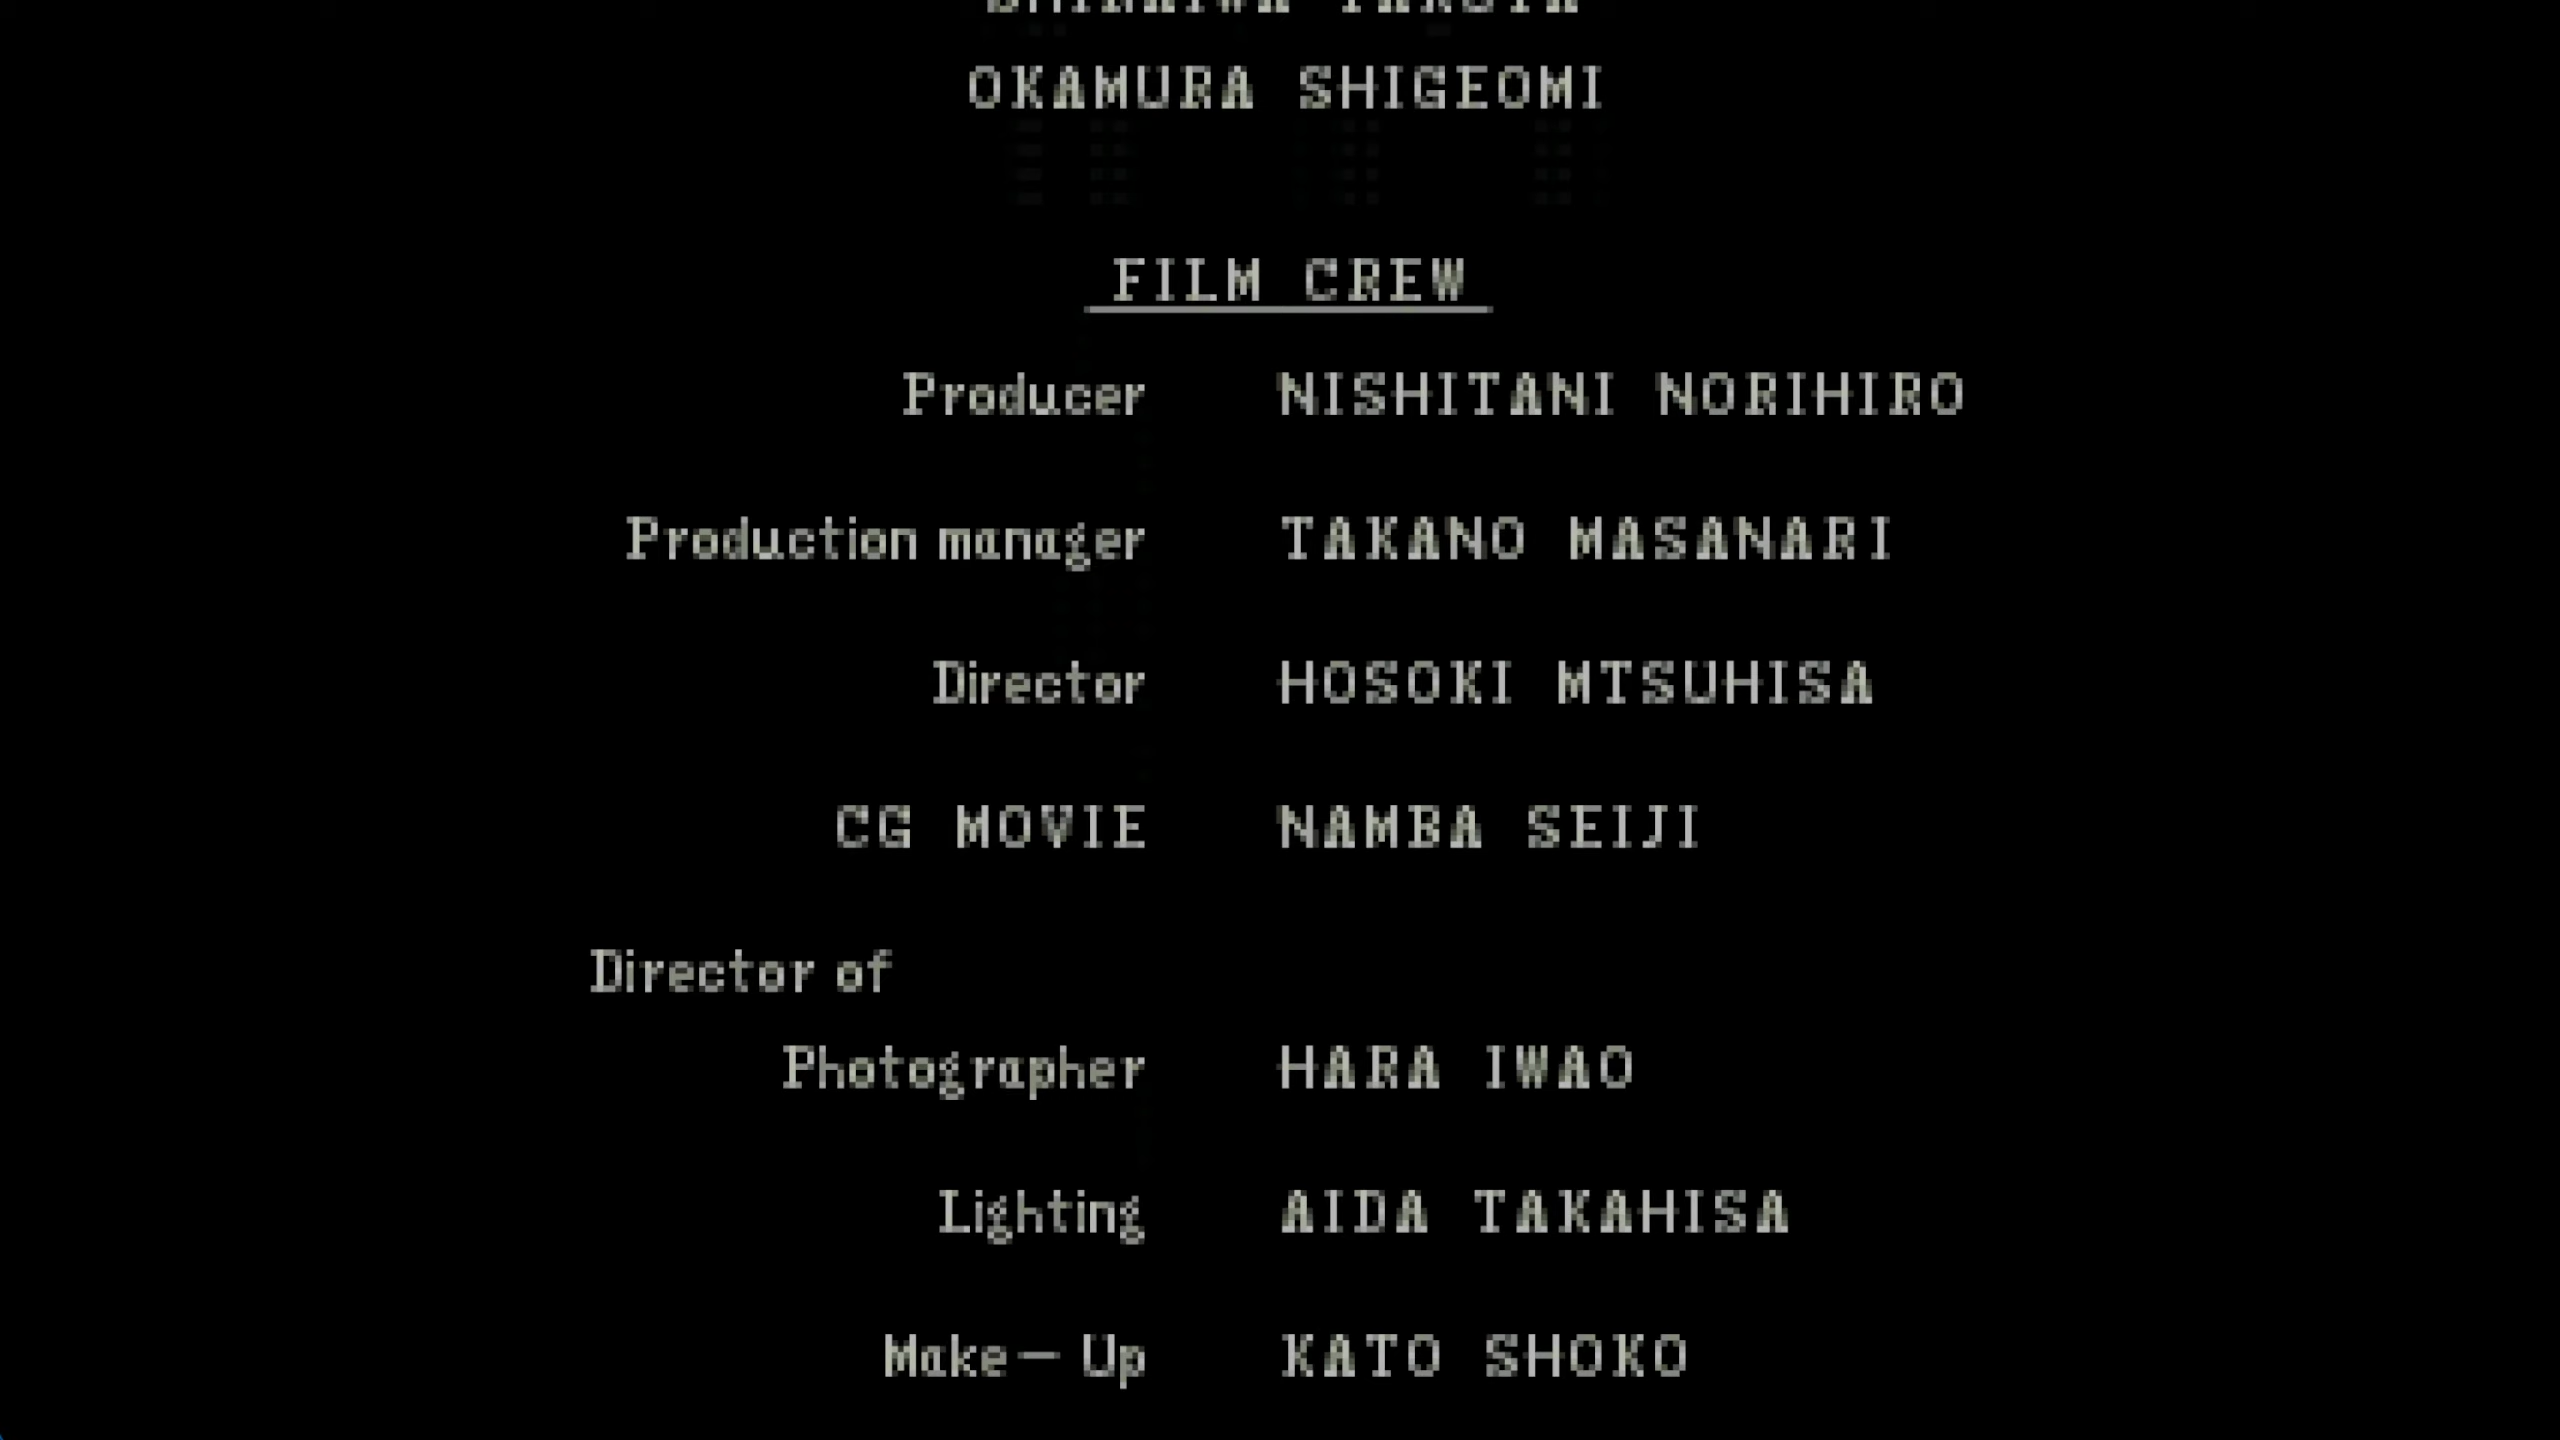 OKAMURA SHIGEOMI
FILM CREW
Producer NISHITANI NORIHIRO
Production manager TAKANO MASANARI
Director HOSOKI MTSUHISA
CG MOVIE NAMBA SEIJI
Director of
Photographer HARA IWAO
Lighting AIDA TAKAHISA
Make－Up KATO SHOKO